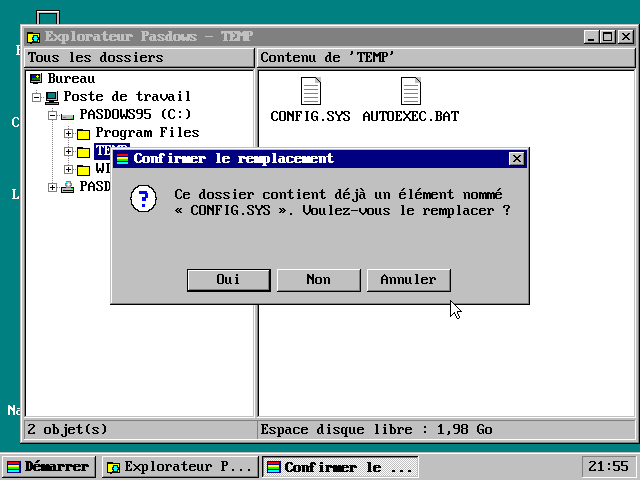 Explorateur Pasdows - TEMP
Tous les dossiers
Contenu de 'TEMP'
Bureau
Poste de travail
PASDOWS95 (C:)
Program Files
CONFIG.SYS
AUTOEXEC.BAT
Confirmer le remplacement
Ce dossier contient déjà un élément nommé
« CONFIG.SYS ». Voulez-vous le remplacer ?
Oui
Non
Annuler
2 objet(s)
Espace disque libre : 1,98 Go
Démarrer
Explorateur P...
Confirmer le ...
21:55